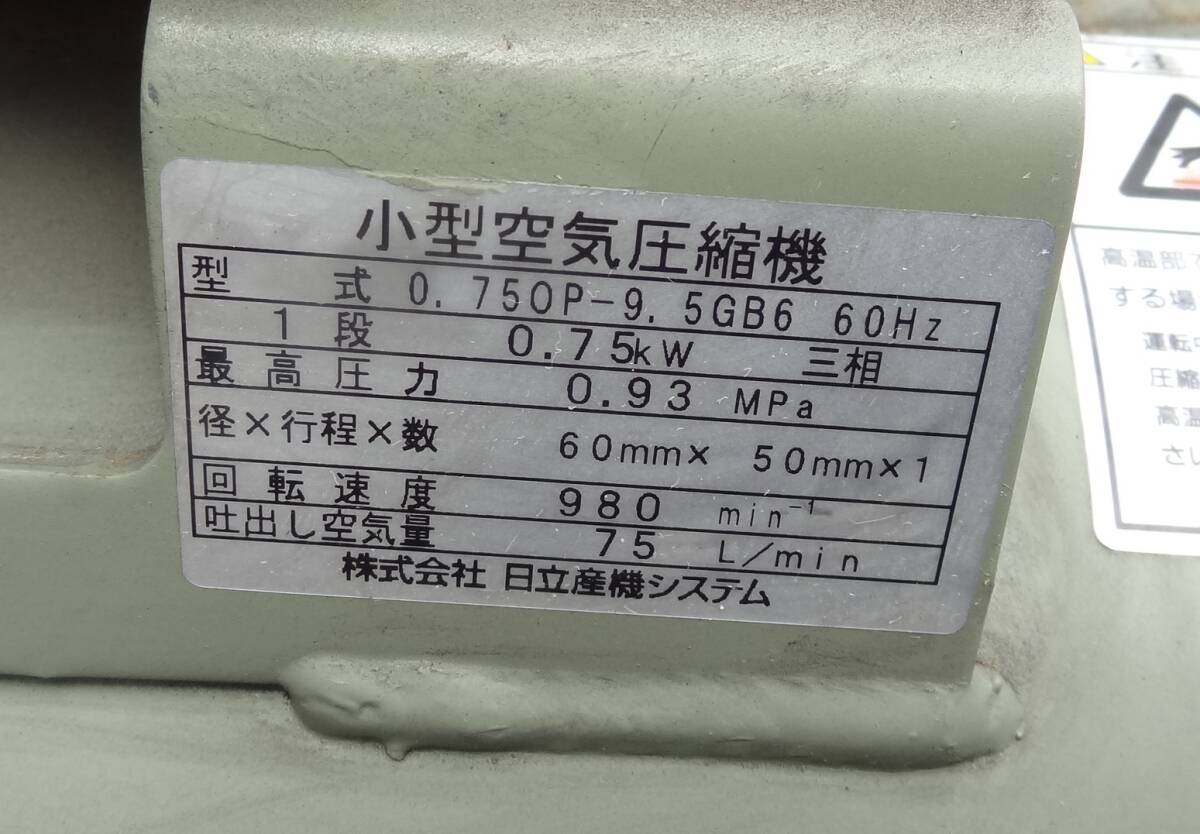 小型空気圧縮機
型式 0.75OP-9.5GB6 60Hz
1段 0.75kW 三相
最高圧力 0.93 MPa
径×行程×数 60mm× 50mm×1
回転速度 980 min⁻¹
吐出し空気量 75 L/min
株式会社 日立産機システム
高温部
する場
運転
圧縮
高温
さい